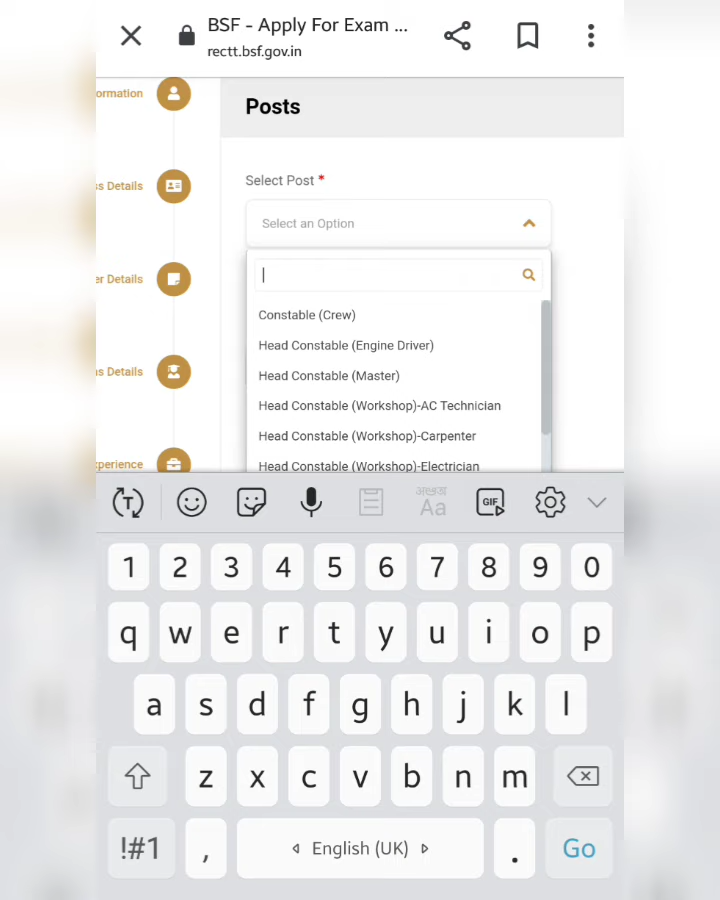 BSF - Apply For Exam ...
rectt.bsf.gov.in
ormation
Posts
s Details
Select Post *
Select an Option
er Details
Constable (Crew)
Head Constable (Engine Driver)
s Details
Head Constable (Master)
Head Constable (Workshop)-AC Technician
Head Constable (Workshop)-Carpenter
xperience
Head Constable (Workshop)-Electrician
T
Aa
GIF
1 2 3 4 5 6 7 8 9 0
q w e r t y u i o p
a s d f g h j k l
z x c v b n m
!#1 , English (UK) . Go